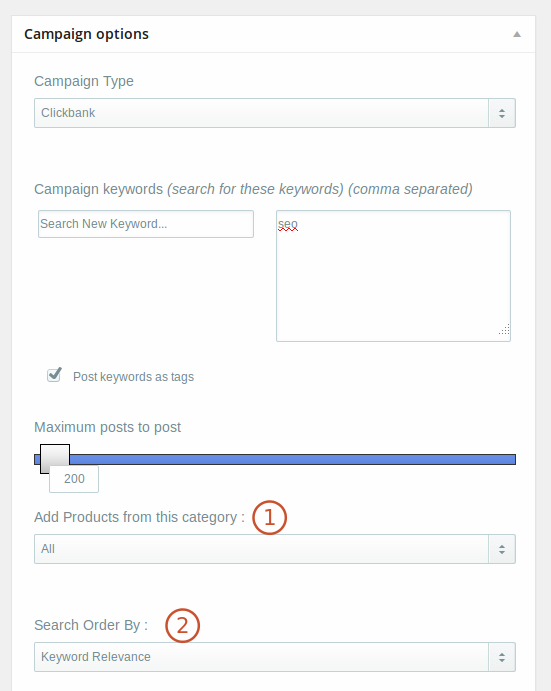 Campaign options
Campaign Type
Clickbank
Campaign keywords (search for these keywords) (comma separated)
Search New Keyword...
seo
Post keywords as tags
Maximum posts to post
200
Add Products from this category : 1
All
Search Order By : 2
Keyword Relevance